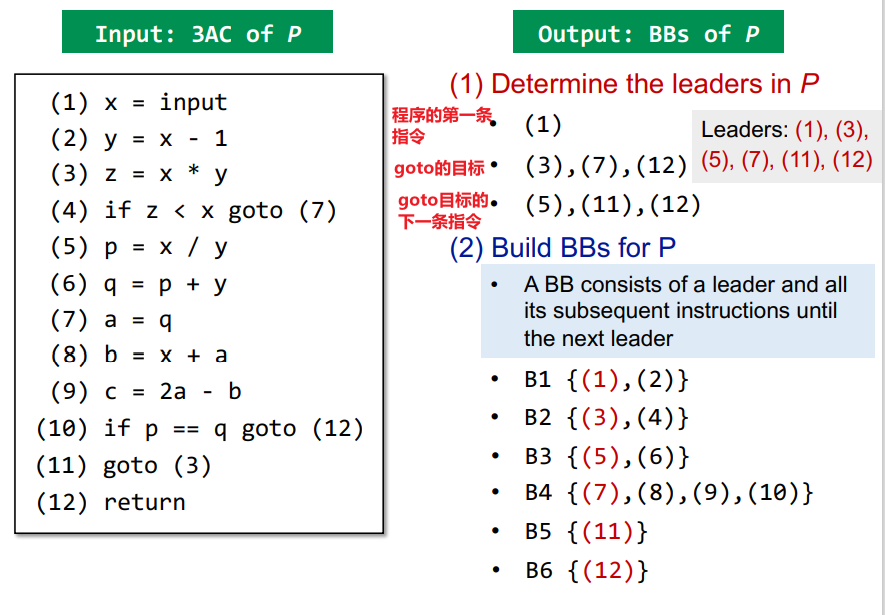 Input: 3AC of P
(1) x = input
(2) y = x - 1
(3) z = x * y
(4) if z < x goto (7)
(5) p = x / y
(6) q = p + y
(7) a = q
(8) b = x + a
(9) c = 2a - b
(10) if p == q goto (12)
(11) goto (3)
(12) return
Output: BBs of P
(1) Determine the leaders in P
程序的第一条
指令
• (1)
goto的目标
• (3),(7),(12)
goto目标的
下一条指令
• (5),(11),(12)
Leaders: (1), (3),
(5), (7), (11), (12)
(2) Build BBs for P
• A BB consists of a leader and all
its subsequent instructions until
the next leader
• B1 {(1),(2)}
• B2 {(3),(4)}
• B3 {(5),(6)}
• B4 {(7),(8),(9),(10)}
• B5 {(11)}
• B6 {(12)}